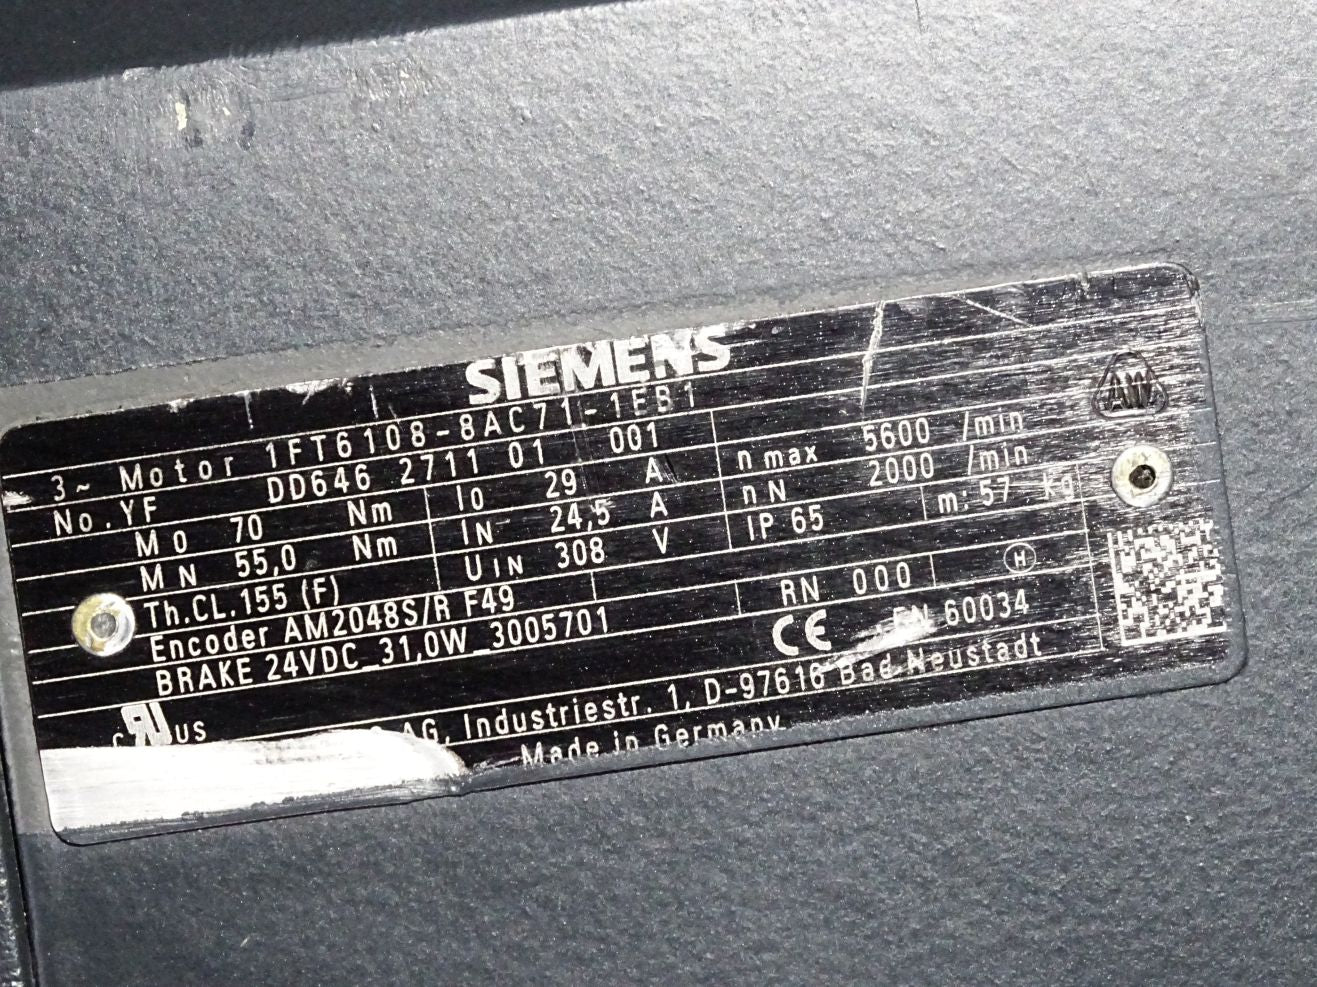 SIEMENS
3~ Motor 1FT6108-8AC71-1EB1
No.YF DD646 2711 01 001
M0 70 Nm I0 29 A n max 5600 /min
MN 55,0 Nm IN 24,5 A nN 2000 /min
Th.CL.155 (F) UIN 308 V IP 65 m: 57 kg
Encoder AM2048S/R F49 RN 000 H
BRAKE 24VDC_31,0W_3005701 CE EN 60034
c RU US AG, Industriestr. 1, D-97616 Bad Neustadt
Made in Germany